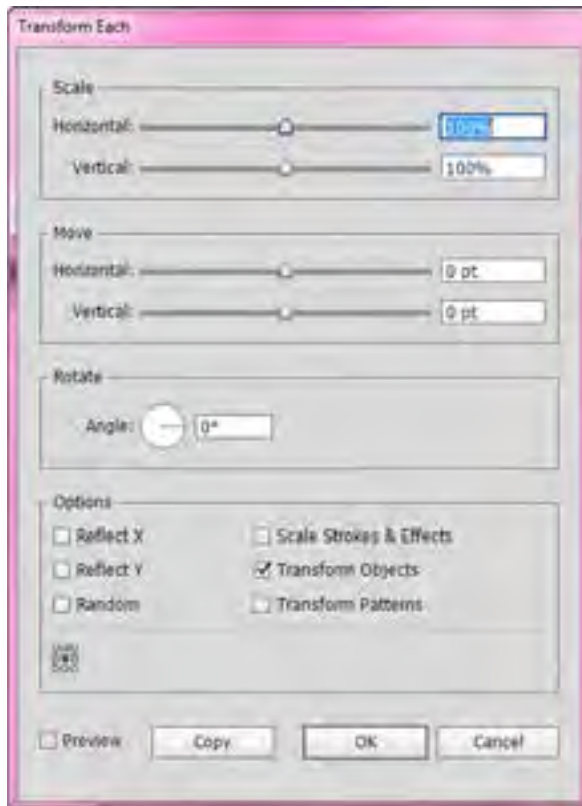 Transform Each
Scale
Horizontal: 100%
Vertical: 100%
Move
Horizontal: 0 pt
Vertical: 0 pt
Rotate
Angle: 0°
Options
Reflect X Scale Strokes & Effects
Reflect Y Transform Objects
Random Transform Patterns
Preview Copy OK Cancel